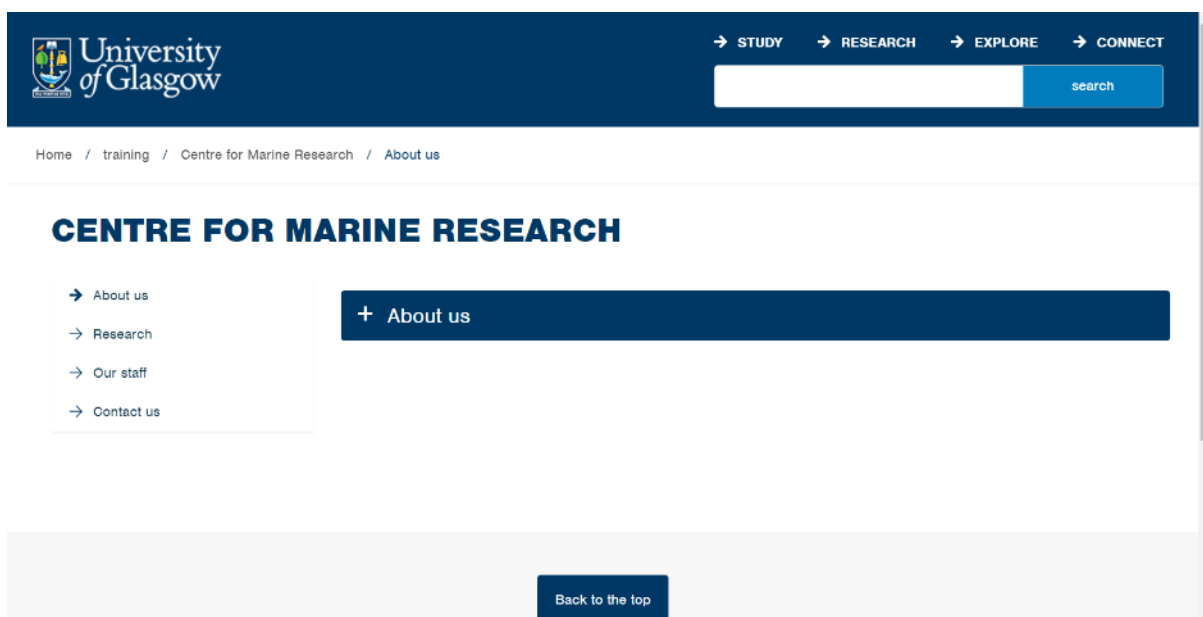 University
of Glasgow
→ STUDY → RESEARCH → EXPLORE → CONNECT
search
Home / training / Centre for Marine Research / About us
CENTRE FOR MARINE RESEARCH
→ About us
→ Research
→ Our staff
→ Contact us
+ About us
Back to the top